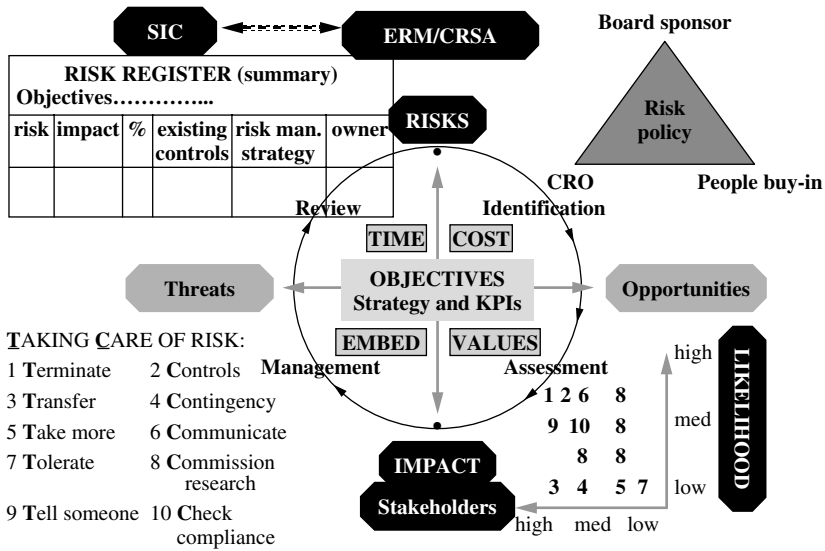 SIC
ERM/CRSA
Board sponsor
RISK REGISTER (summary)
Objectives…………...
risk impact % existing controls risk man. strategy owner
RISKS
Risk
policy
CRO
People buy-in
Review
Identification
TIME COST
Threats
OBJECTIVES
Strategy and KPIs
Opportunities
EMBED VALUES
Management
Assessment
TAKING CARE OF RISK:
1 Terminate 2 Controls
3 Transfer 4 Contingency
5 Take more 6 Communicate
7 Tolerate 8 Commission
research
9 Tell someone 10 Check
compliance
IMPACT
Stakeholders
1 2 6 8
9 10 8
8 8
3 4 5 7
high
med
low
LIKELIHOOD
high med low